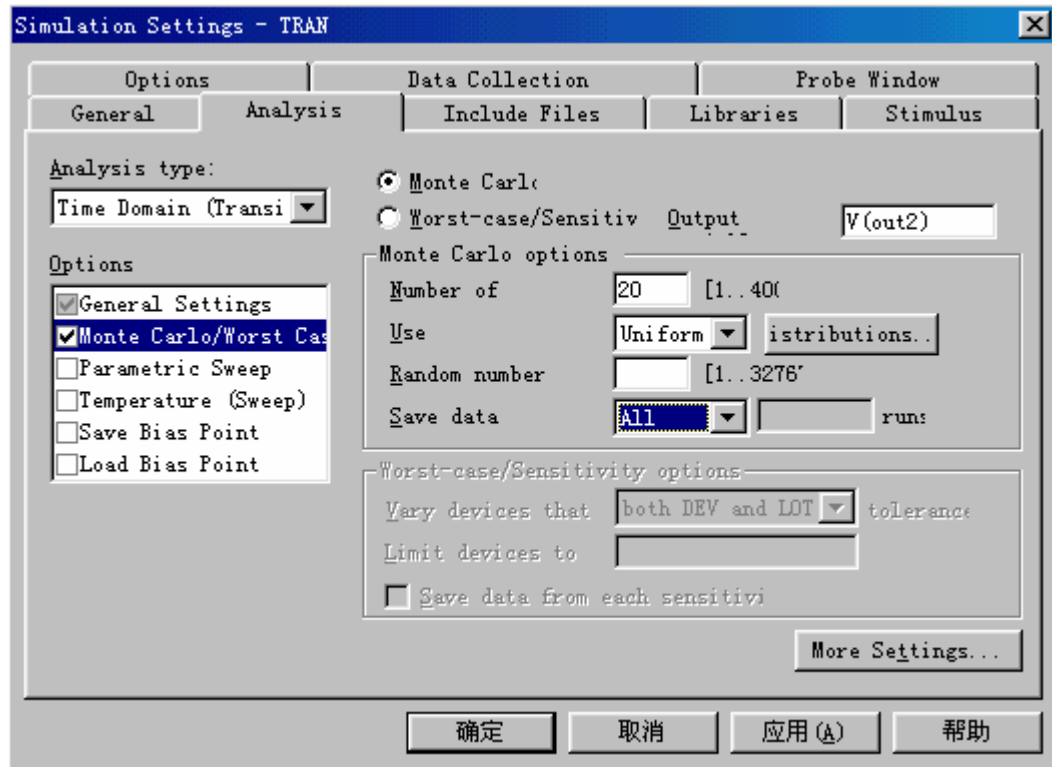 Simulation Settings - TRAN
Options Data Collection Probe Window
General Analysis Include Files Libraries Stimulus
Analysis type:
Time Domain (Transi
Options
General Settings
Monte Carlo/Worst Cas
Parametric Sweep
Temperature (Sweep)
Save Bias Point
Load Bias Point
Monte Carlo
Worst-case/Sensitiv Output V(out2)
Monte Carlo options
Number of 20 [1..400
Use Uniform istributions..
Random number [1..32767
Save data All runs
Worst-case/Sensitivity options
Vary devices that both DEV and LOT tolerance
Limit devices to
Save data from each sensitivi
More Settings...
确定 取消 应用(A) 帮助